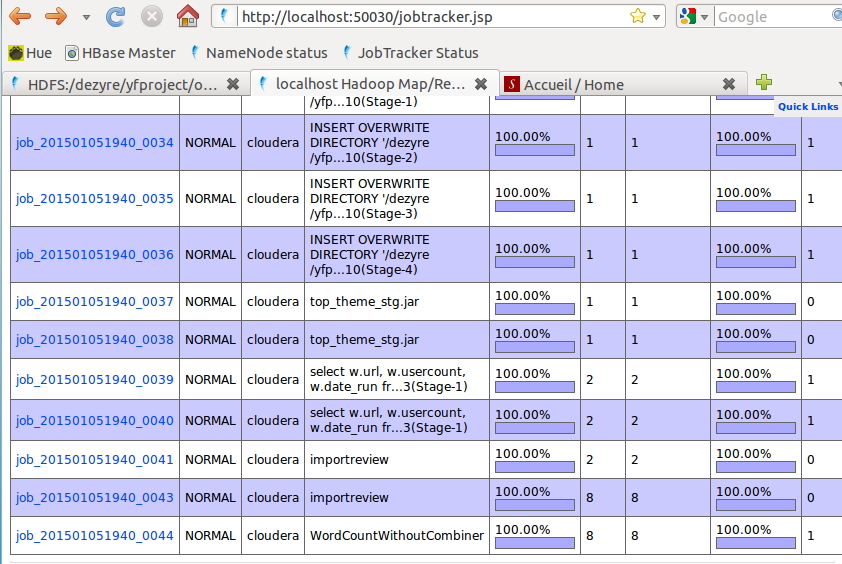 http://localhost:50030/jobtracker.jsp Google
Hue HBase Master NameNode status JobTracker Status
HDFS:/dezyre/yfproject/o... localhost Hadoop Map/Re... Accueil / Home
/yfp...10(Stage-1)
Quick Links
job_201501051940_0034 NORMAL cloudera INSERT OVERWRITE DIRECTORY '/dezyre /yfp...10(Stage-2) 100.00% 1 1 100.00% 1
job_201501051940_0035 NORMAL cloudera INSERT OVERWRITE DIRECTORY '/dezyre /yfp...10(Stage-3) 100.00% 1 1 100.00% 1
job_201501051940_0036 NORMAL cloudera INSERT OVERWRITE DIRECTORY '/dezyre /yfp...10(Stage-4) 100.00% 1 1 100.00% 1
job_201501051940_0037 NORMAL cloudera top_theme_stg.jar 100.00% 1 1 100.00% 0
job_201501051940_0038 NORMAL cloudera top_theme_stg.jar 100.00% 1 1 100.00% 0
job_201501051940_0039 NORMAL cloudera select w.url, w.usercount, w.date_run fr...3(Stage-1) 100.00% 2 2 100.00% 1
job_201501051940_0040 NORMAL cloudera select w.url, w.usercount, w.date_run fr...3(Stage-1) 100.00% 2 2 100.00% 1
job_201501051940_0041 NORMAL cloudera importreview 100.00% 2 2 100.00% 0
job_201501051940_0043 NORMAL cloudera importreview 100.00% 8 8 100.00% 0
job_201501051940_0044 NORMAL cloudera WordCountWithoutCombiner 100.00% 8 8 100.00% 1